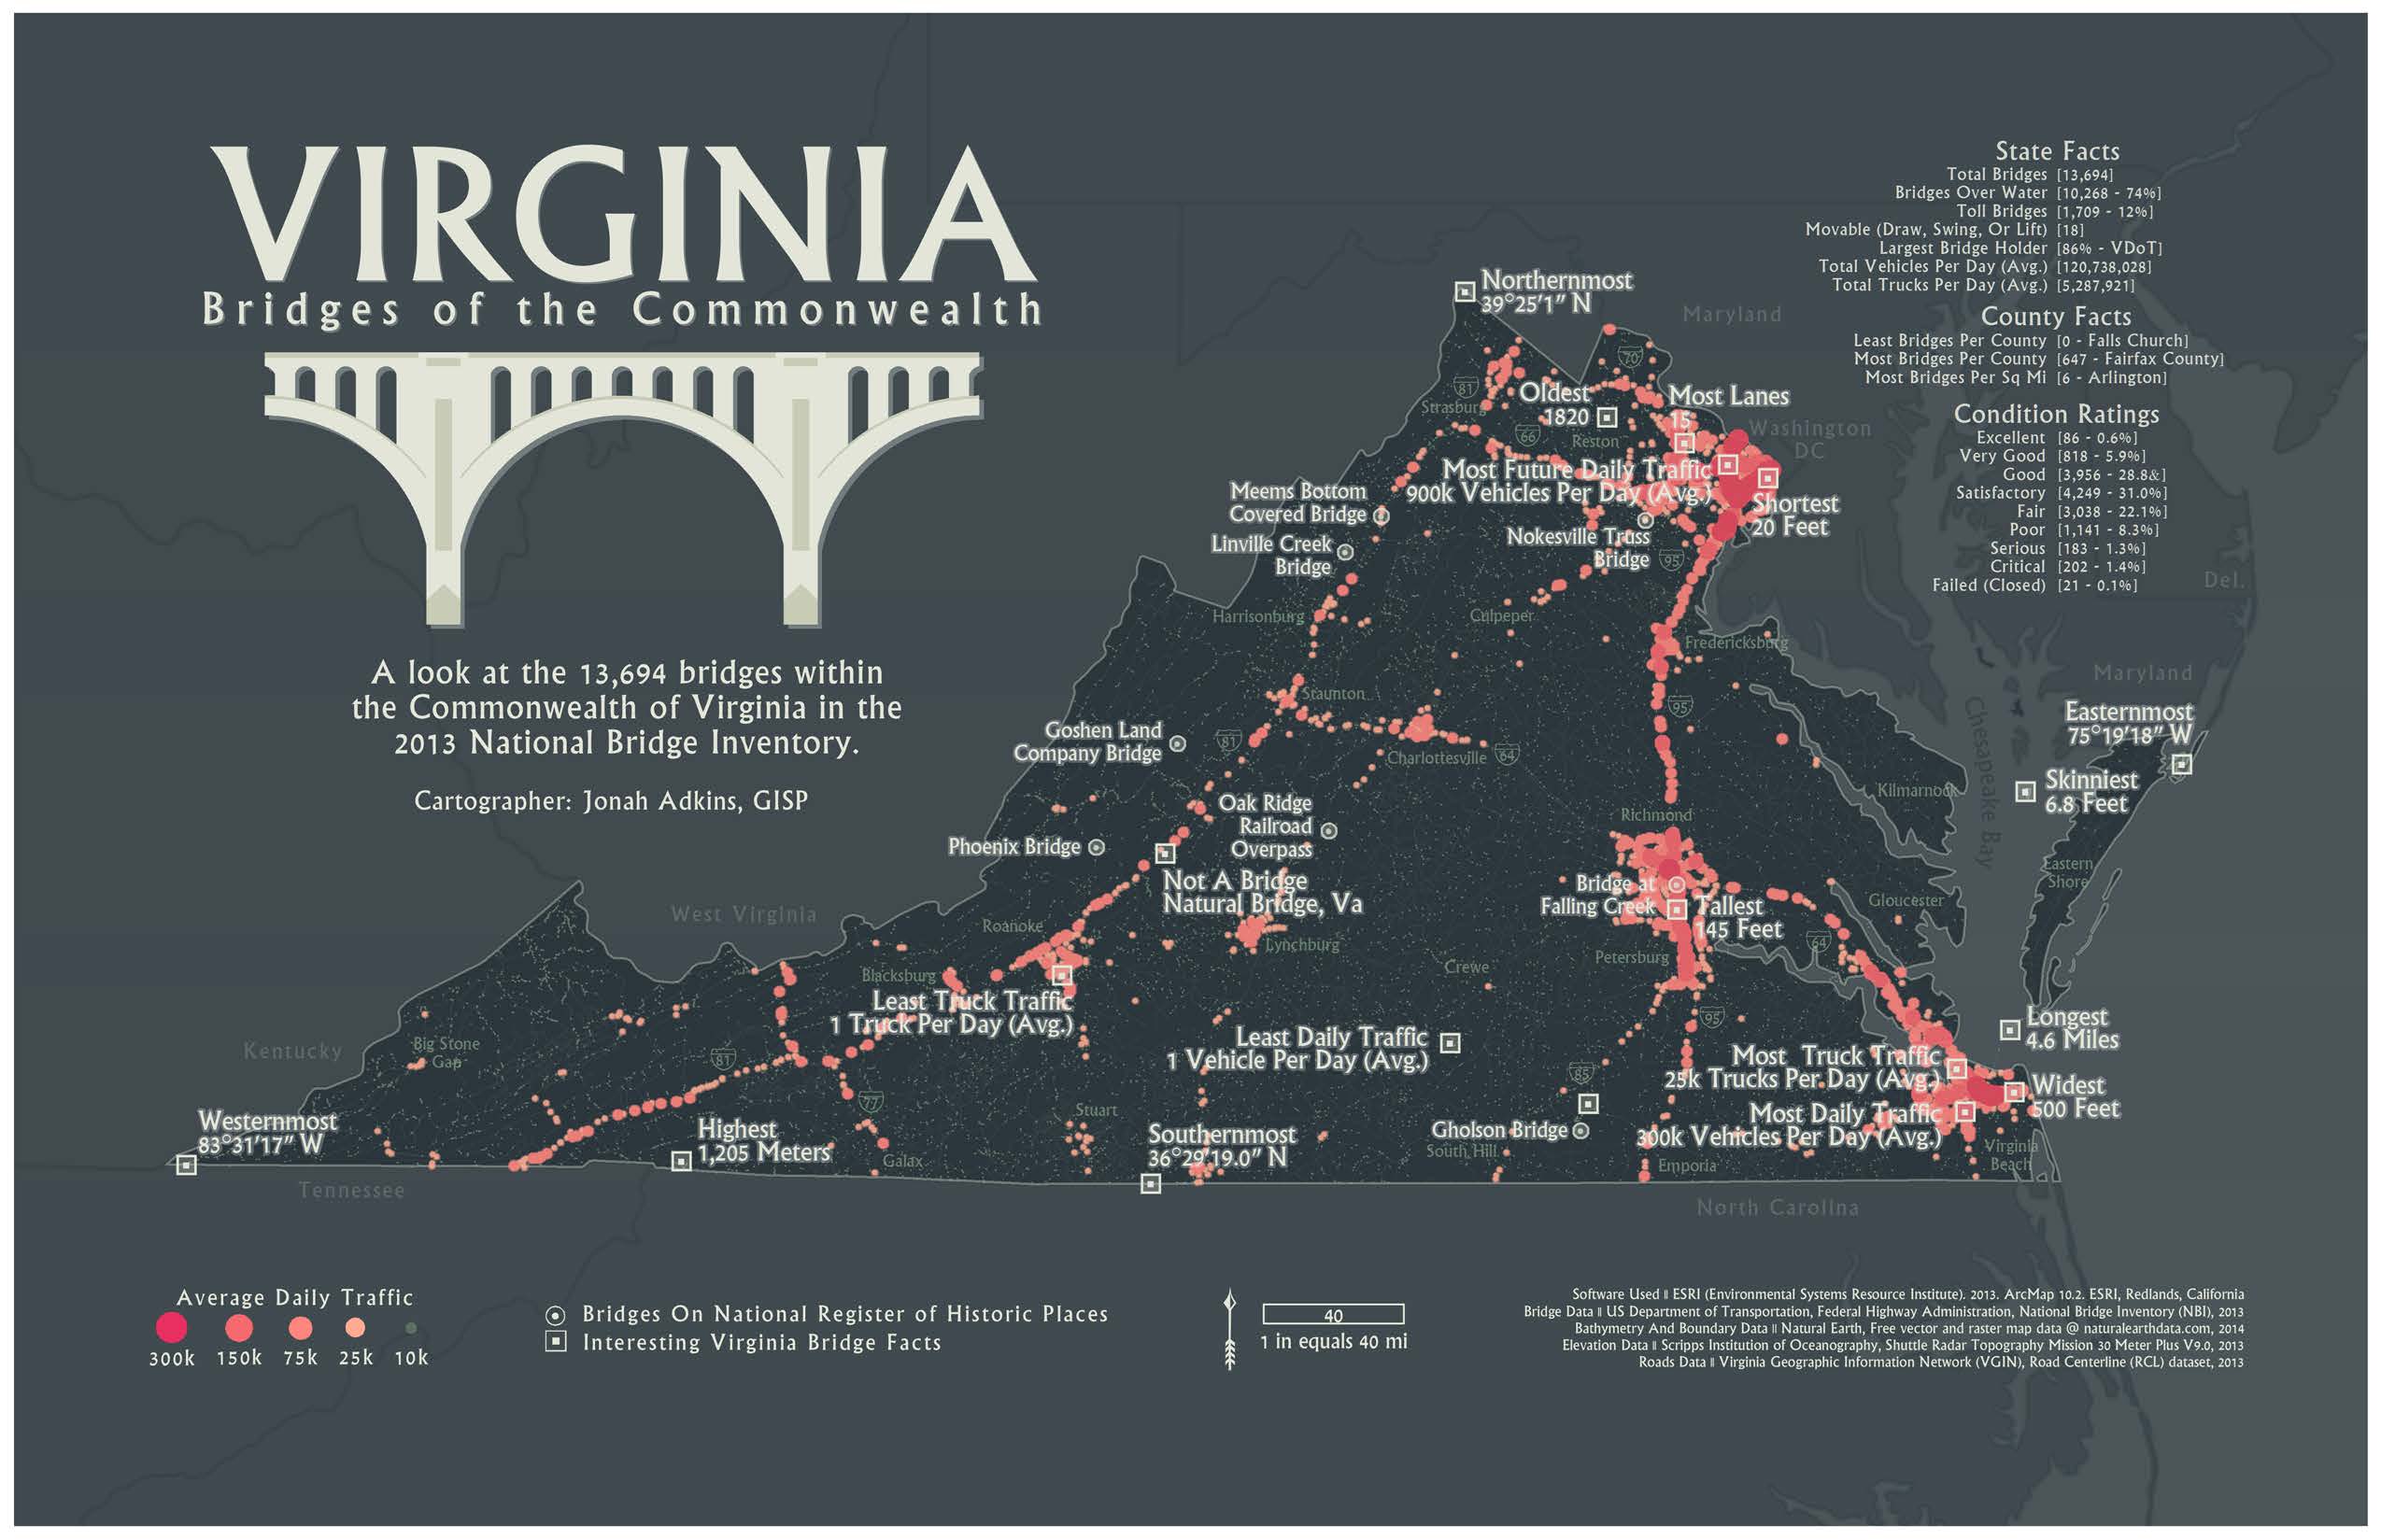 VIRGINIA
Bridges of the Commonwealth
A look at the 13,694 bridges within
the Commonwealth of Virginia in the
2013 National Bridge Inventory.
Cartographer: Jonah Adkins, GISP
State Facts
Total Bridges [13,694]
Bridges Over Water [10,268 - 74%]
Toll Bridges [1,709 - 12%]
Movable (Draw, Swing, Or Lift) [18]
Largest Bridge Holder [86% - VDoT]
Total Vehicles Per Day (Avg.) [120,738,028]
Total Trucks Per Day (Avg.) [5,287,921]
County Facts
Least Bridges Per County [0 - Falls Church]
Most Bridges Per County [647 - Fairfax County]
Most Bridges Per Sq Mi [6 - Arlington]
Condition Ratings
Excellent [86 - 0.6%]
Very Good [818 - 5.9%]
Good [3,956 - 28.8&]
Satisfactory [4,249 - 31.0%]
Fair [3,038 - 22.1%]
Poor [1,141 - 8.3%]
Serious [183 - 1.3%]
Critical [202 - 1.4%]
Failed (Closed) [21 - 0.1%]
Northernmost
39°25'1" N
Maryland
70
81
Strasburg
Oldest
1820
Most Lanes
15
66
Reston
Washington
DC
Most Future Daily Traffic
900k Vehicles Per Day (Avg.)
Shortest
20 Feet
Meems Bottom
Covered Bridge
Linville Creek
Bridge
Nokesville Truss
Bridge
95
Del.
Harrisonburg
Culpeper
Fredericksburg
Maryland
Staunton
95
Chesapeake Bay
Easternmost
75°19'18" W
Goshen Land
Company Bridge
81
Charlottesville
64
Kilmarnock
Skinniest
6.8 Feet
Oak Ridge
Railroad
Overpass
Richmond
Phoenix Bridge
Not A Bridge
Natural Bridge, Va
Eastern
Shore
Bridge at
Falling Creek
Tallest
145 Feet
Gloucester
West Virginia
Roanoke
Lynchburg
64
Blacksburg
Crewe
Petersburg
Least Truck Traffic
1 Truck Per Day (Avg.)
Least Daily Traffic
1 Vehicle Per Day (Avg.)
95
Longest
4.6 Miles
Kentucky
Big Stone
Gap
81
Most Truck Traffic
25k Trucks Per Day (Avg.)
85
77
Widest
500 Feet
Westernmost
83°31'17" W
Highest
1,205 Meters
Stuart
Southernmost
36°29'19.0" N
Gholson Bridge
South Hill
Most Daily Traffic
300k Vehicles Per Day (Avg.)
Virginia
Beach
Galax
Emporia
Tennessee
North Carolina
Average Daily Traffic
300k 150k 75k 25k 10k
Bridges On National Register of Historic Places
Interesting Virginia Bridge Facts
40
1 in equals 40 mi
Software Used || ESRI (Environmental Systems Resource Institute). 2013. ArcMap 10.2. ESRI, Redlands, California
Bridge Data || US Department of Transportation, Federal Highway Administration, National Bridge Inventory (NBI), 2013
Bathymetry And Boundary Data || Natural Earth, Free vector and raster map data @ naturalearthdata.com, 2014
Elevation Data || Scripps Institution of Oceanography, Shuttle Radar Topography Mission 30 Meter Plus V9.0, 2013
Roads Data || Virginia Geographic Information Network (VGIN), Road Centerline (RCL) dataset, 2013